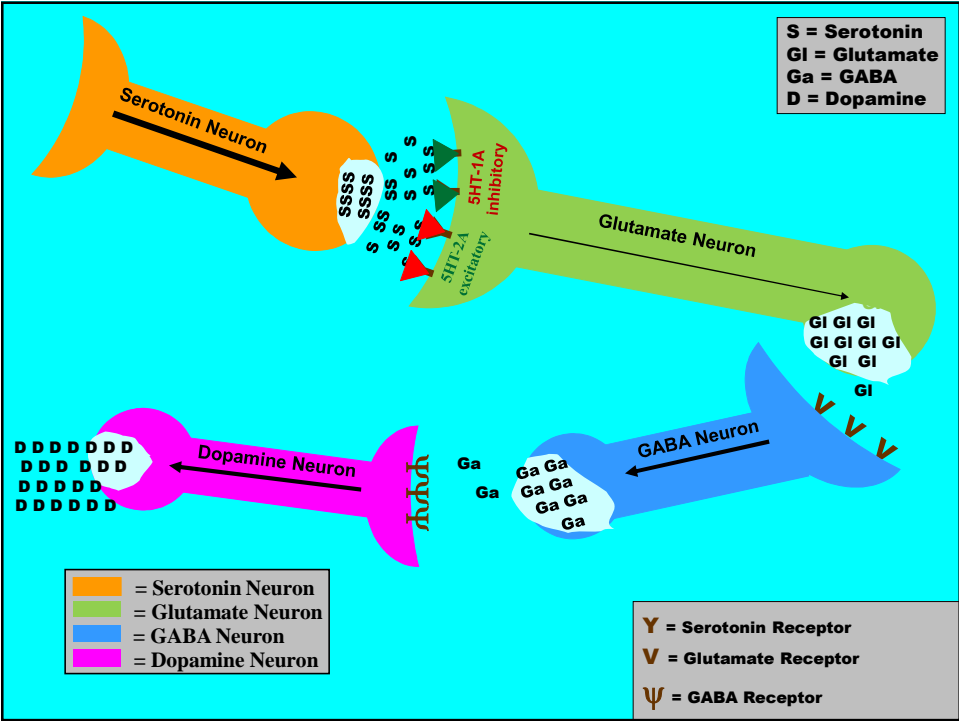 S = Serotonin
Gl = Glutamate
Ga = GABA
D = Dopamine
Serotonin Neuron
S
S S S
S S S
S S S S
SS S S
S SS S S
S S S S
S S S
S
SSSS
SSSS
5HT-1A
inhibitory
5HT-2A
excitatory
Glutamate Neuron
Gl Gl Gl
Gl Gl Gl Gl
Gl Gl
Gl
GABA Neuron
Ga Ga
Ga Ga
Ga Ga
Ga
Ga
Ga
Dopamine Neuron
D D D D D D D
D D D D D D
D D D D D
D D D D D D
= Serotonin Neuron
= Glutamate Neuron
= GABA Neuron
= Dopamine Neuron
Y = Serotonin Receptor
V = Glutamate Receptor
Ψ = GABA Receptor